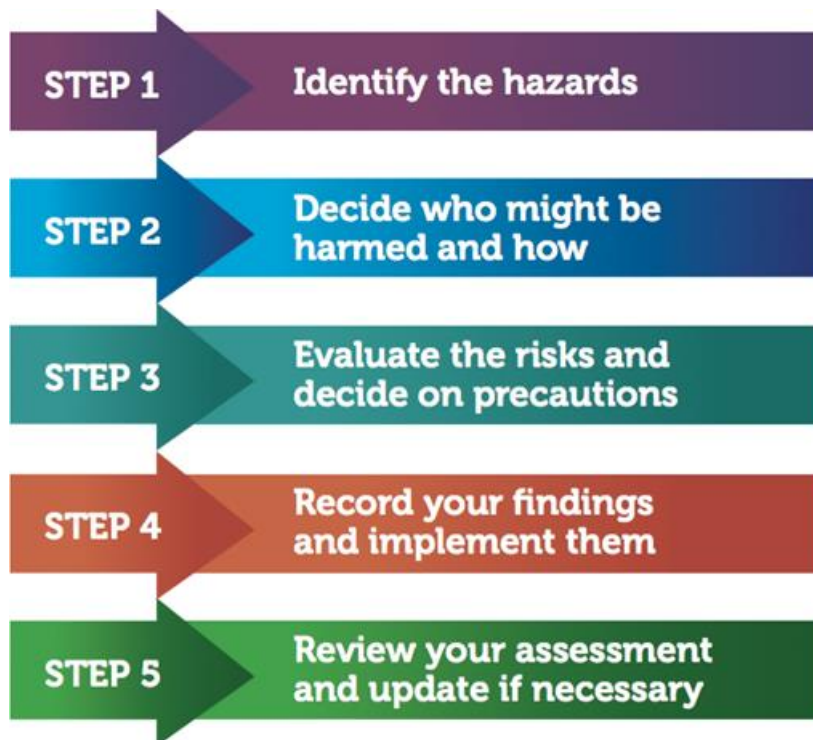 STEP 1
Identify the hazards
STEP 2
Decide who might be
harmed and how
STEP 3
Evaluate the risks and
decide on precautions
STEP 4
Record your findings
and implement them
STEP 5
Review your assessment
and update if necessary